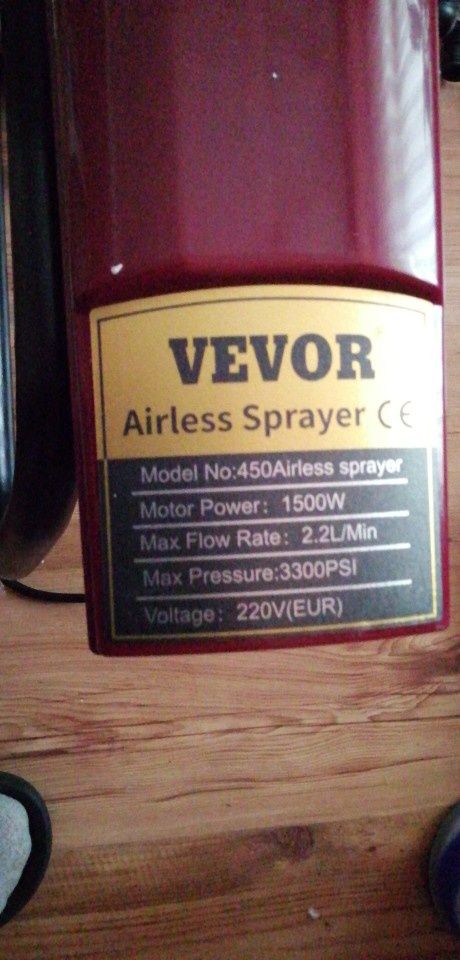 VEVOR
Airless Sprayer CE
Model No:450Airless sprayer
Motor Power: 1500W
Max Flow Rate: 2.2L/Min
Max Pressure:3300PSI
Voltage: 220V(EUR)